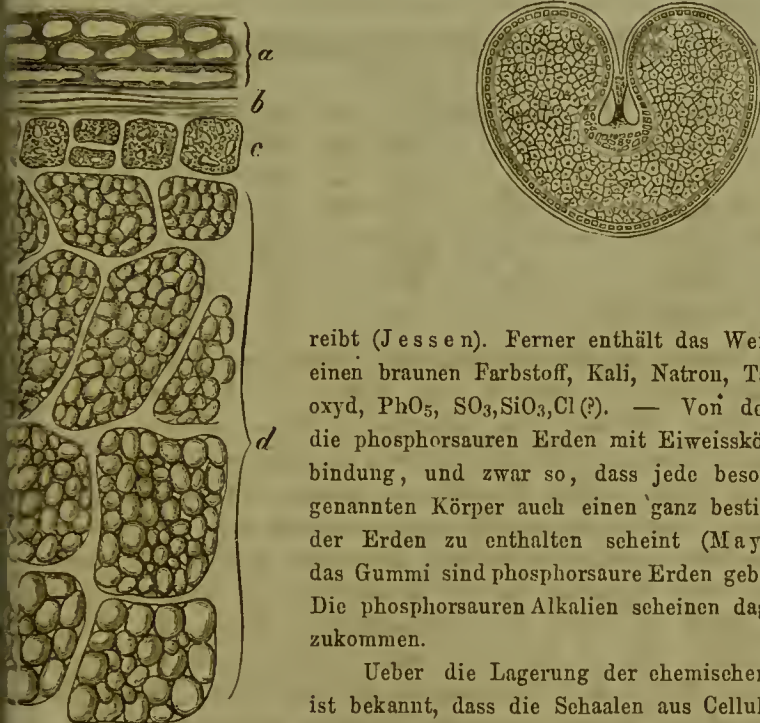 a
b
c
d
reibt (Jessen). Ferner enthält das Wei
einen braunen Farbstoff, Kali, Natron, T
oxyd, PhO5, SO3,SiO3,Cl(?). — Von de
die phosphorsauren Erden mit Eiweisskö
bindung, und zwar so, dass jede beso
genannten Körper auch einen ganz besti
der Erden zu enthalten scheint (May
das Gummi sind phosphorsaure Erden geb
Die phosphorsauren Alkalien scheinen dag
zukommen.
Ueber die Lagerung der chemischen
ist bekannt, dass die Schaalen aus Cellul